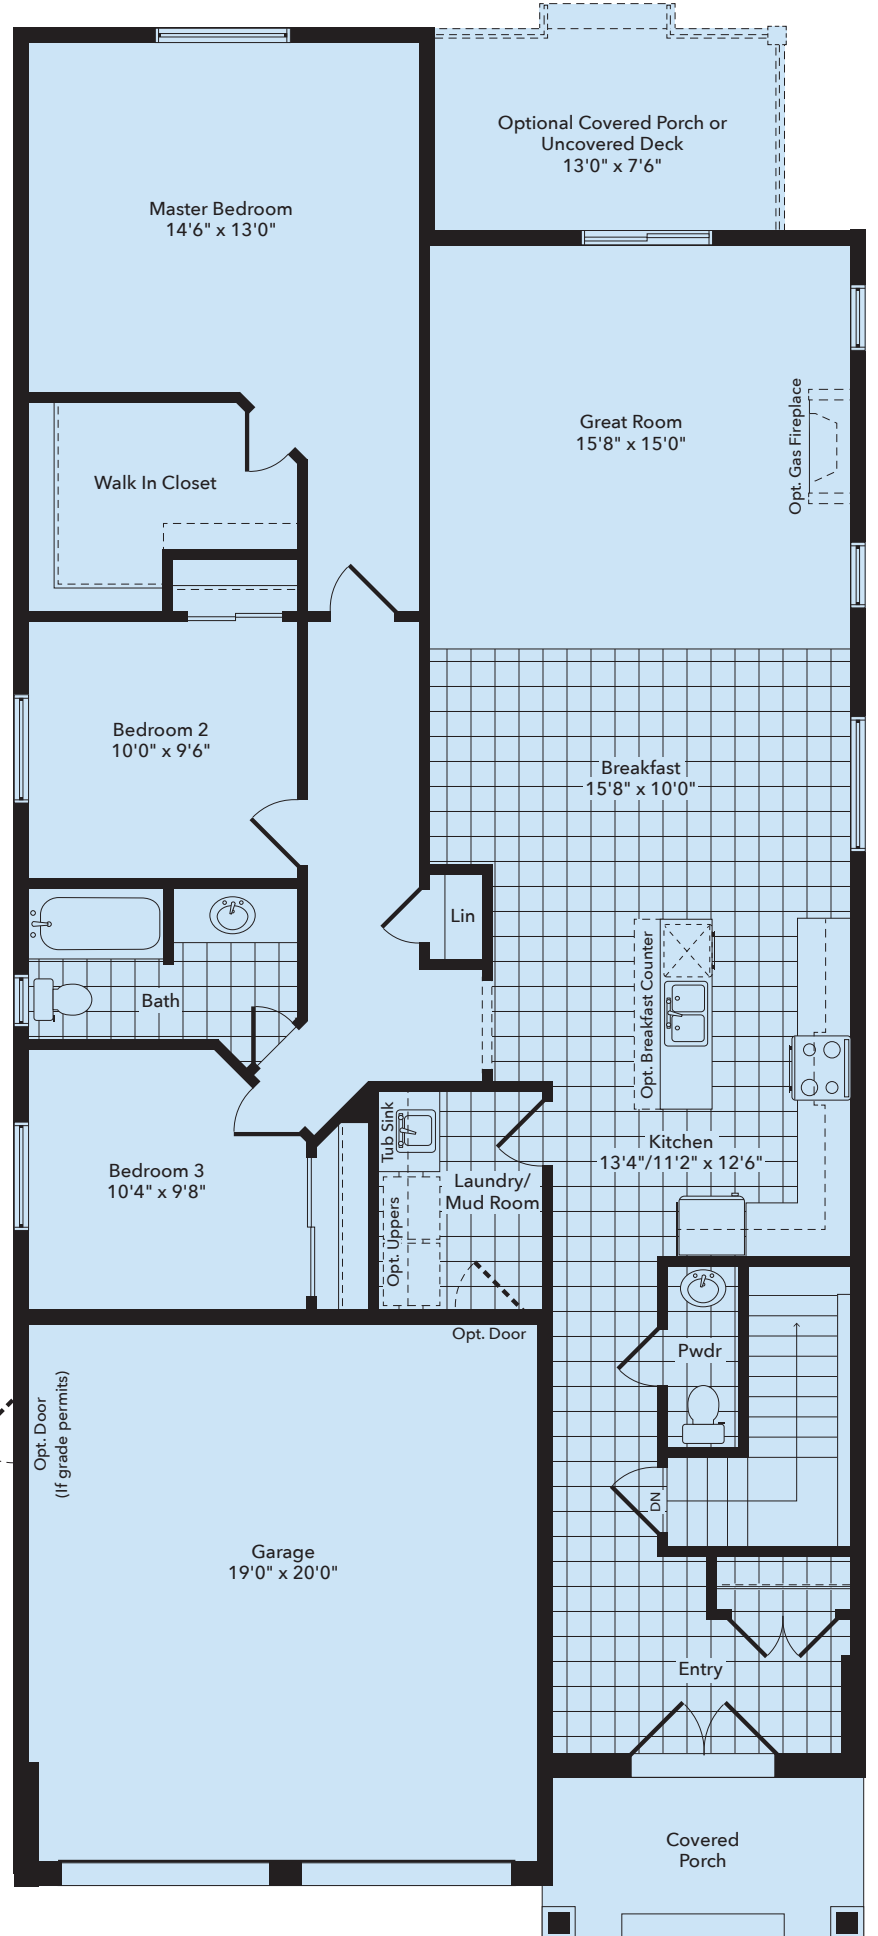 Optional Covered Porch or
Uncovered Deck
13'0" x 7'6"
Master Bedroom
14'6" x 13'0"
Great Room
15'8" x 15'0"
Opt. Gas Fireplace
Walk In Closet
Bedroom 2
10'0" x 9'6"
Breakfast
15'8" x 10'0"
Lin
Bath
Opt. Breakfast Counter
Kitchen
13'4"/11'2" x 12'6"
Tub Sink
Laundry/
Mud Room
Opt. Uppers
Bedroom 3
10'4" x 9'8"
Opt. Door
Pwdr
Opt. Door
(If grade permits)
DN
Garage
19'0" x 20'0"
Entry
Covered
Porch